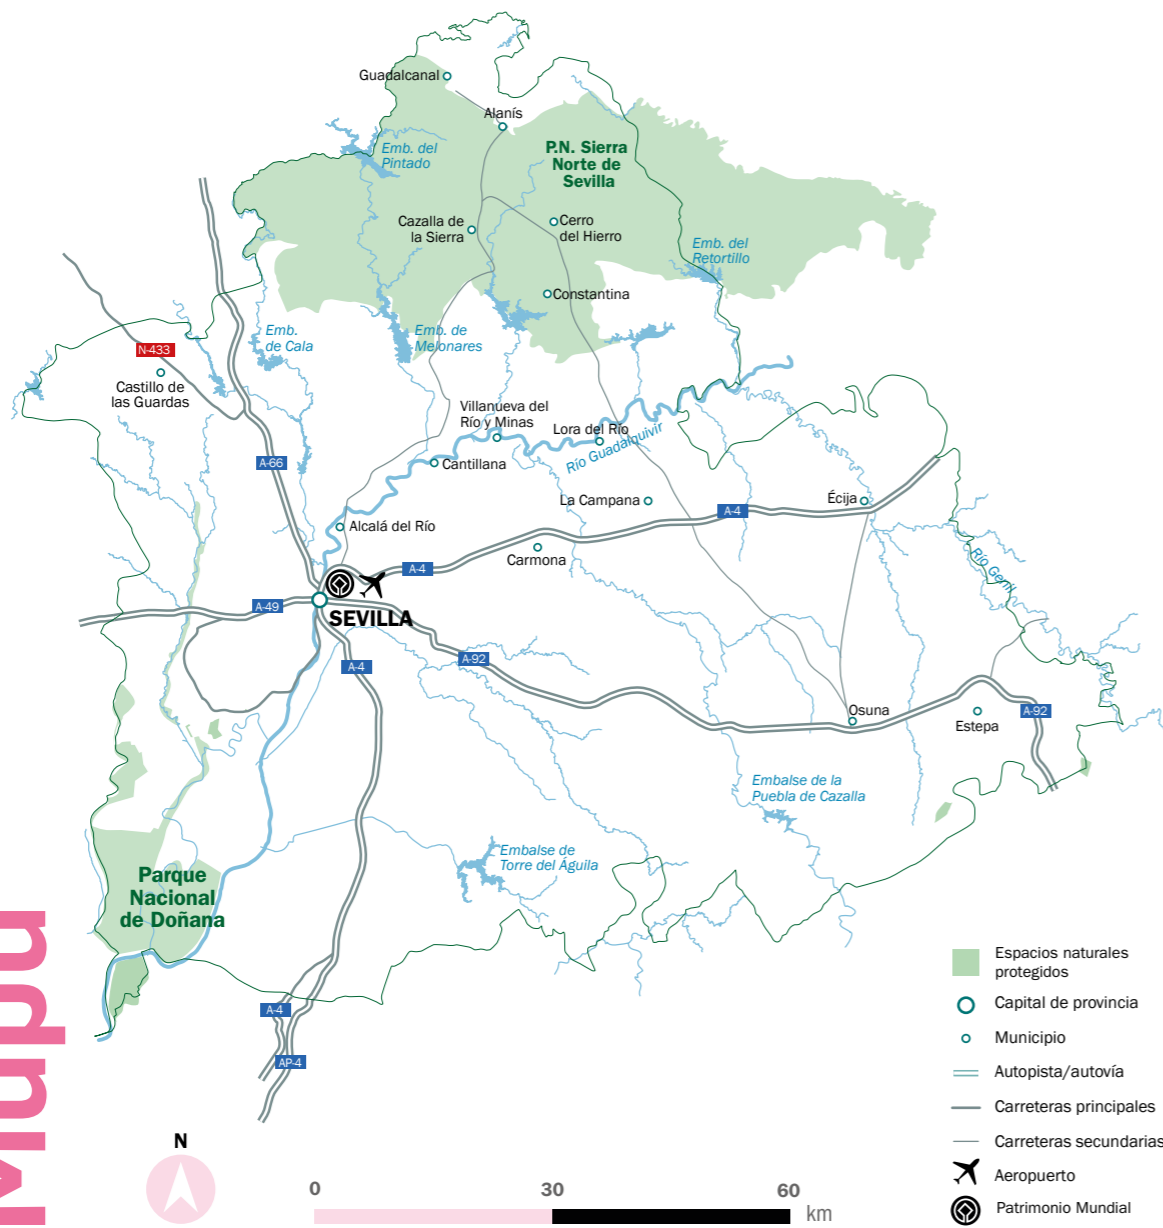 Guadalcanal
Alanís
Emb. del
Pintado
P.N. Sierra
Norte de
Sevilla
Cazalla de
la Sierra
Cerro
del Hierro
Emb. del
Retortillo
Constantina
Emb.
de Cala
Emb. de
Melonares
N-433
Castillo de
las Guardas
Villanueva del
Río y Minas
Lora del Río
Río Guadalquivir
A-66
Cantillana
La Campana
Écija
A-4
Alcalá del Río
Carmona
A-4
Río Genil
A-49
SEVILLA
A-4
A-92
Osuna
Estepa
A-92
Embalse de la
Puebla de Cazalla
Embalse de
Torre del Águila
Parque
Nacional
de Doñana
A-4
AP-4
Mapa
Espacios naturales
protegidos
Capital de provincia
Municipio
Autopista/autovía
Carreteras principales
Carreteras secundarias
Aeropuerto
Patrimonio Mundial
N
0
30
60
km